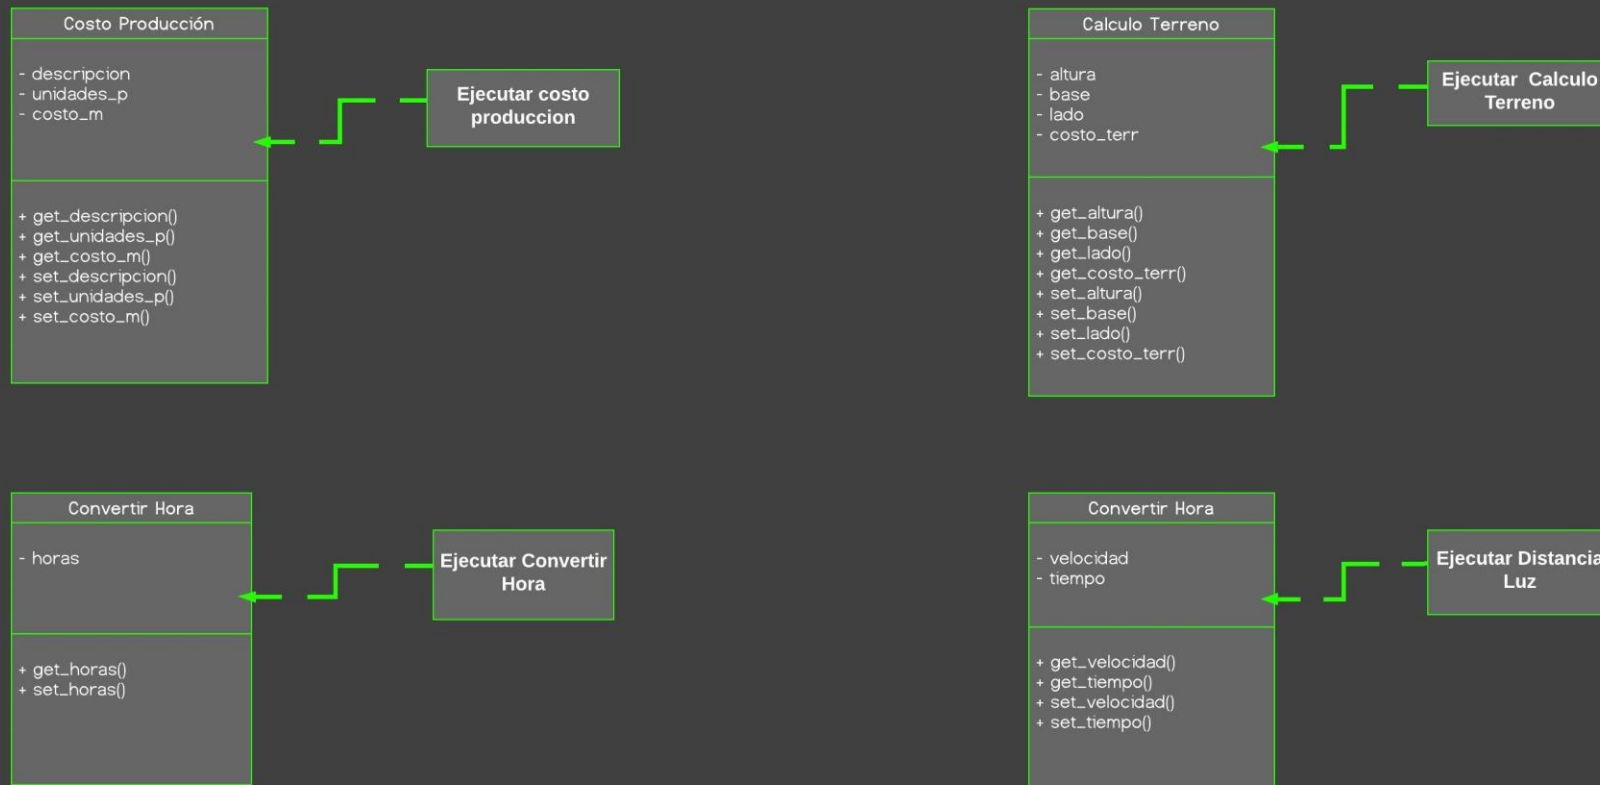 Costo Producción
- descripcion
- unidades_p
- costo_m
+ get_descripcion()
+ get_unidades_p()
+ get_costo_m()
+ set_descripcion()
+ set_unidades_p()
+ set_costo_m()
Ejecutar costo
produccion
Calculo Terreno
- altura
- base
- lado
- costo_terr
+ get_altura()
+ get_base()
+ get_lado()
+ get_costo_terr()
+ set_altura()
+ set_base()
+ set_lado()
+ set_costo_terr()
Ejecutar Calculo
Terreno
Convertir Hora
- horas
+ get_horas()
+ set_horas()
Ejecutar Convertir
Hora
Convertir Hora
- velocidad
- tiempo
+ get_velocidad()
+ get_tiempo()
+ set_velocidad()
+ set_tiempo()
Ejecutar Distancia
Luz